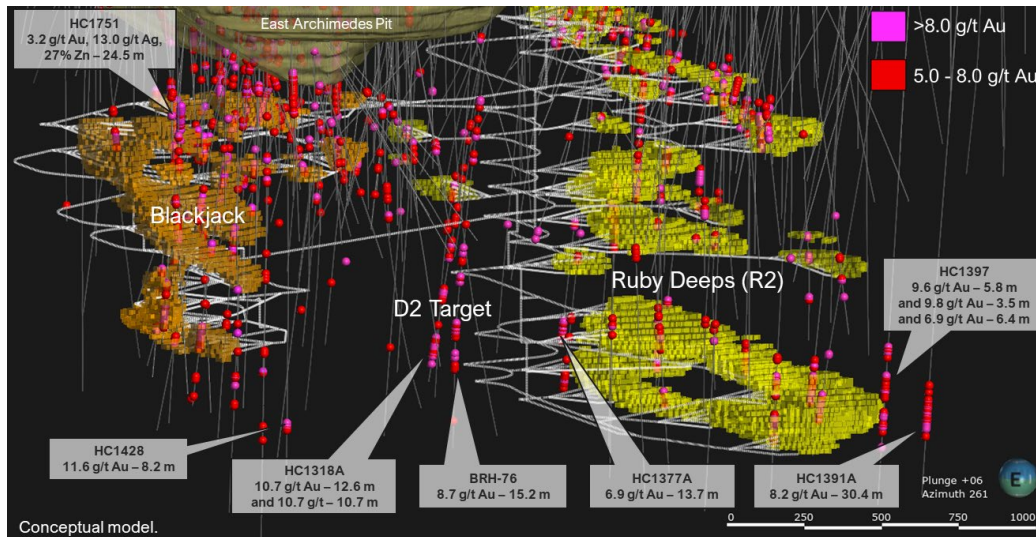 HC1751
3.2 g/t Au, 13.0 g/t Ag,
27% Zn – 24.5 m
East Archimedes Pit
>8.0 g/t Au
5.0 - 8.0 g/t Au
Blackjack
D2 Target
Ruby Deeps (R2)
HC1397
9.6 g/t Au – 5.8 m
and 9.8 g/t Au – 3.5 m
and 6.9 g/t Au – 6.4 m
HC1428
11.6 g/t Au – 8.2 m
HC1318A
10.7 g/t Au – 12.6 m
and 10.7 g/t – 10.7 m
BRH-76
8.7 g/t Au – 15.2 m
HC1377A
6.9 g/t Au – 13.7 m
HC1391A
8.2 g/t Au – 30.4 m
Plunge +06
Azimuth 261
E
0 250 500 750 1000
Conceptual model.